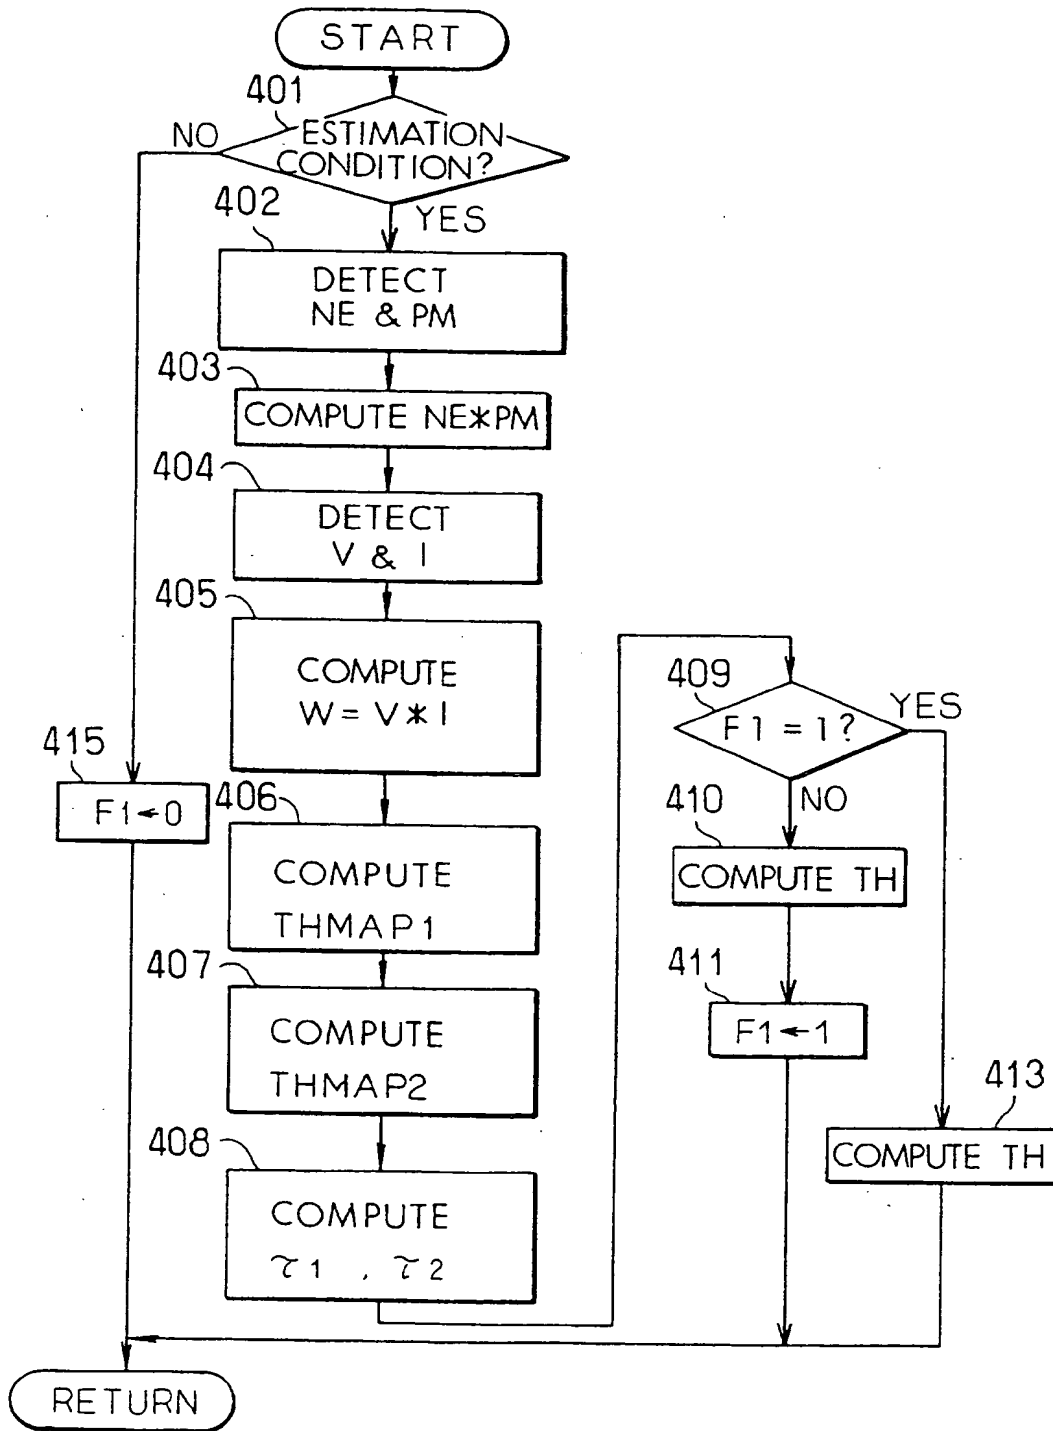 START
401
NO
ESTIMATION
CONDITION?
402
YES
DETECT
NE & PM
403
COMPUTE NE*PM
404
DETECT
V & I
405
COMPUTE
W = V * I
415
F1←0
406
COMPUTE
THMAP1
407
COMPUTE
THMAP2
408
COMPUTE
τ1 , τ2
409
F1 = 1?
YES
NO
410
COMPUTE TH
411
F1←1
413
COMPUTE TH
RETURN